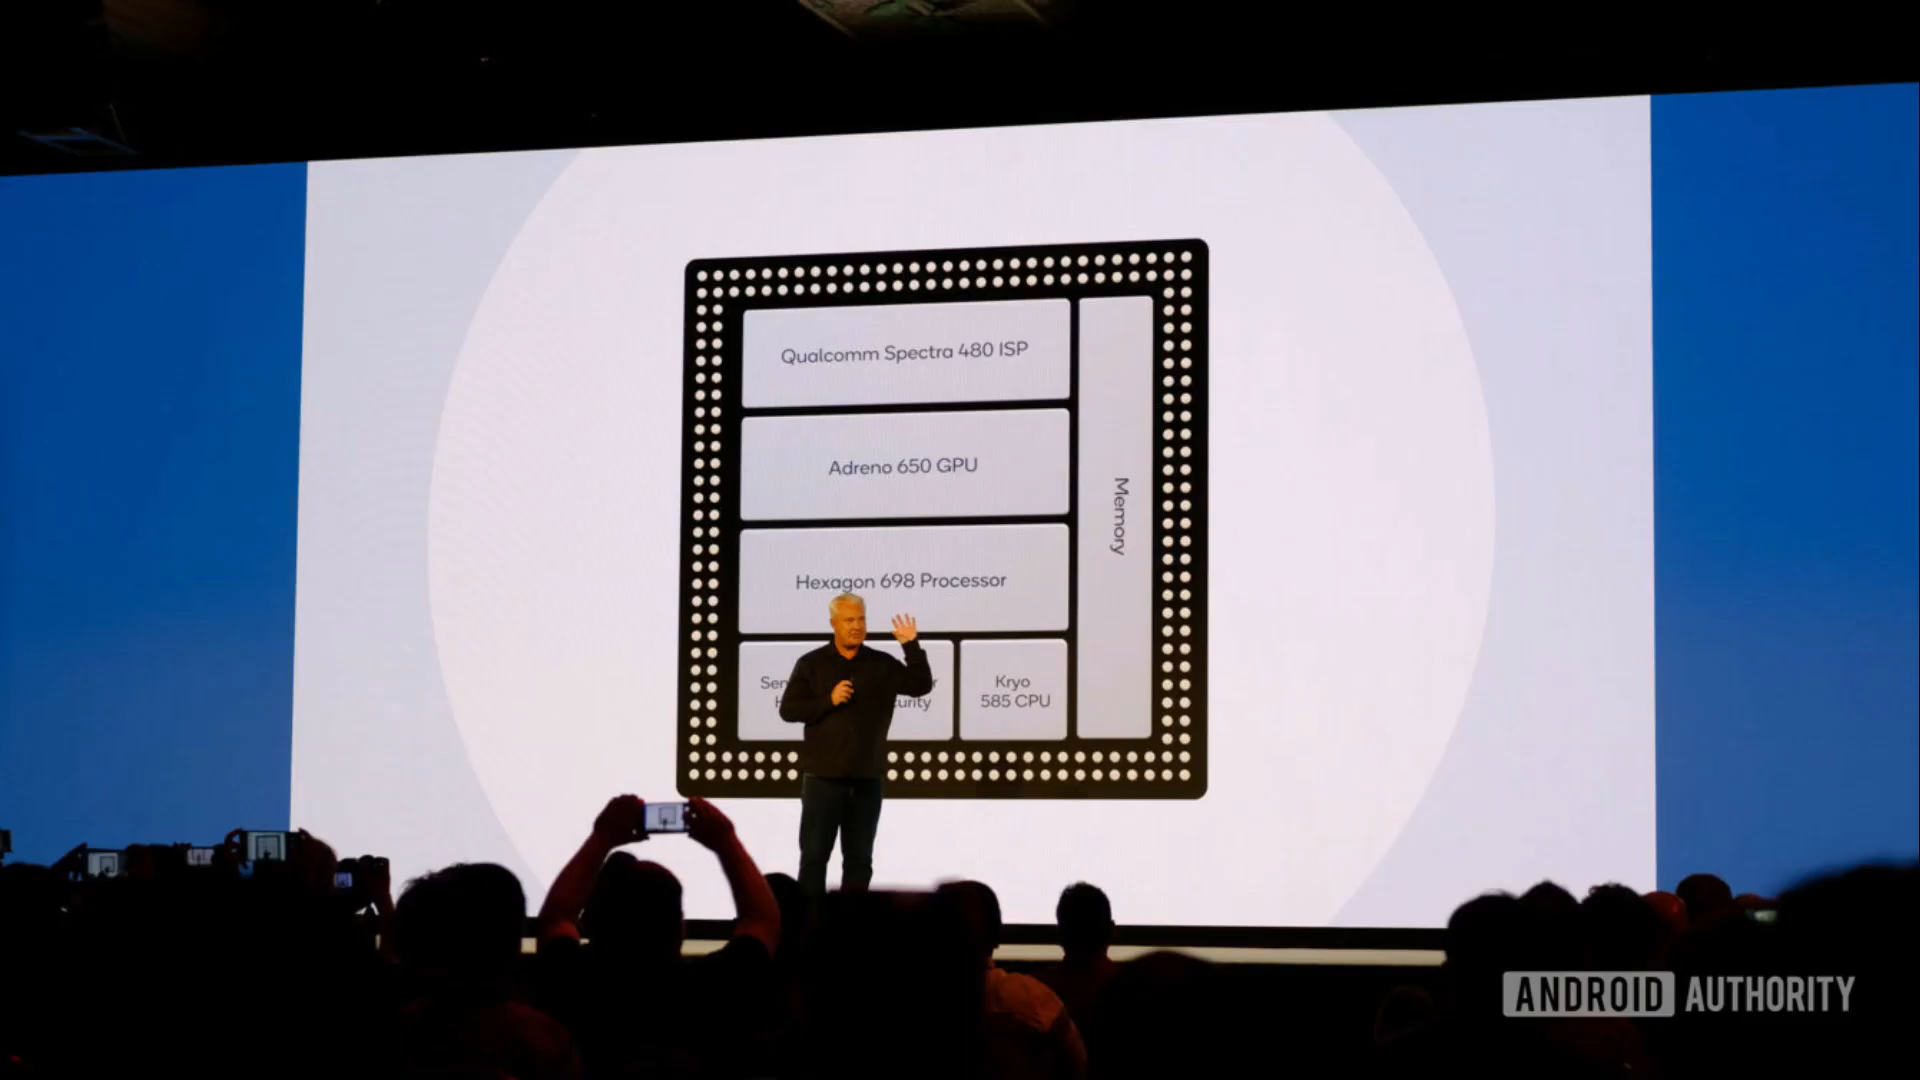 Qualcomm Spectra 480 ISP
Adreno 650 GPU
Memory
Hexagon 698 Processor
Kryo
585 CPU
ANDROID AUTHORITY